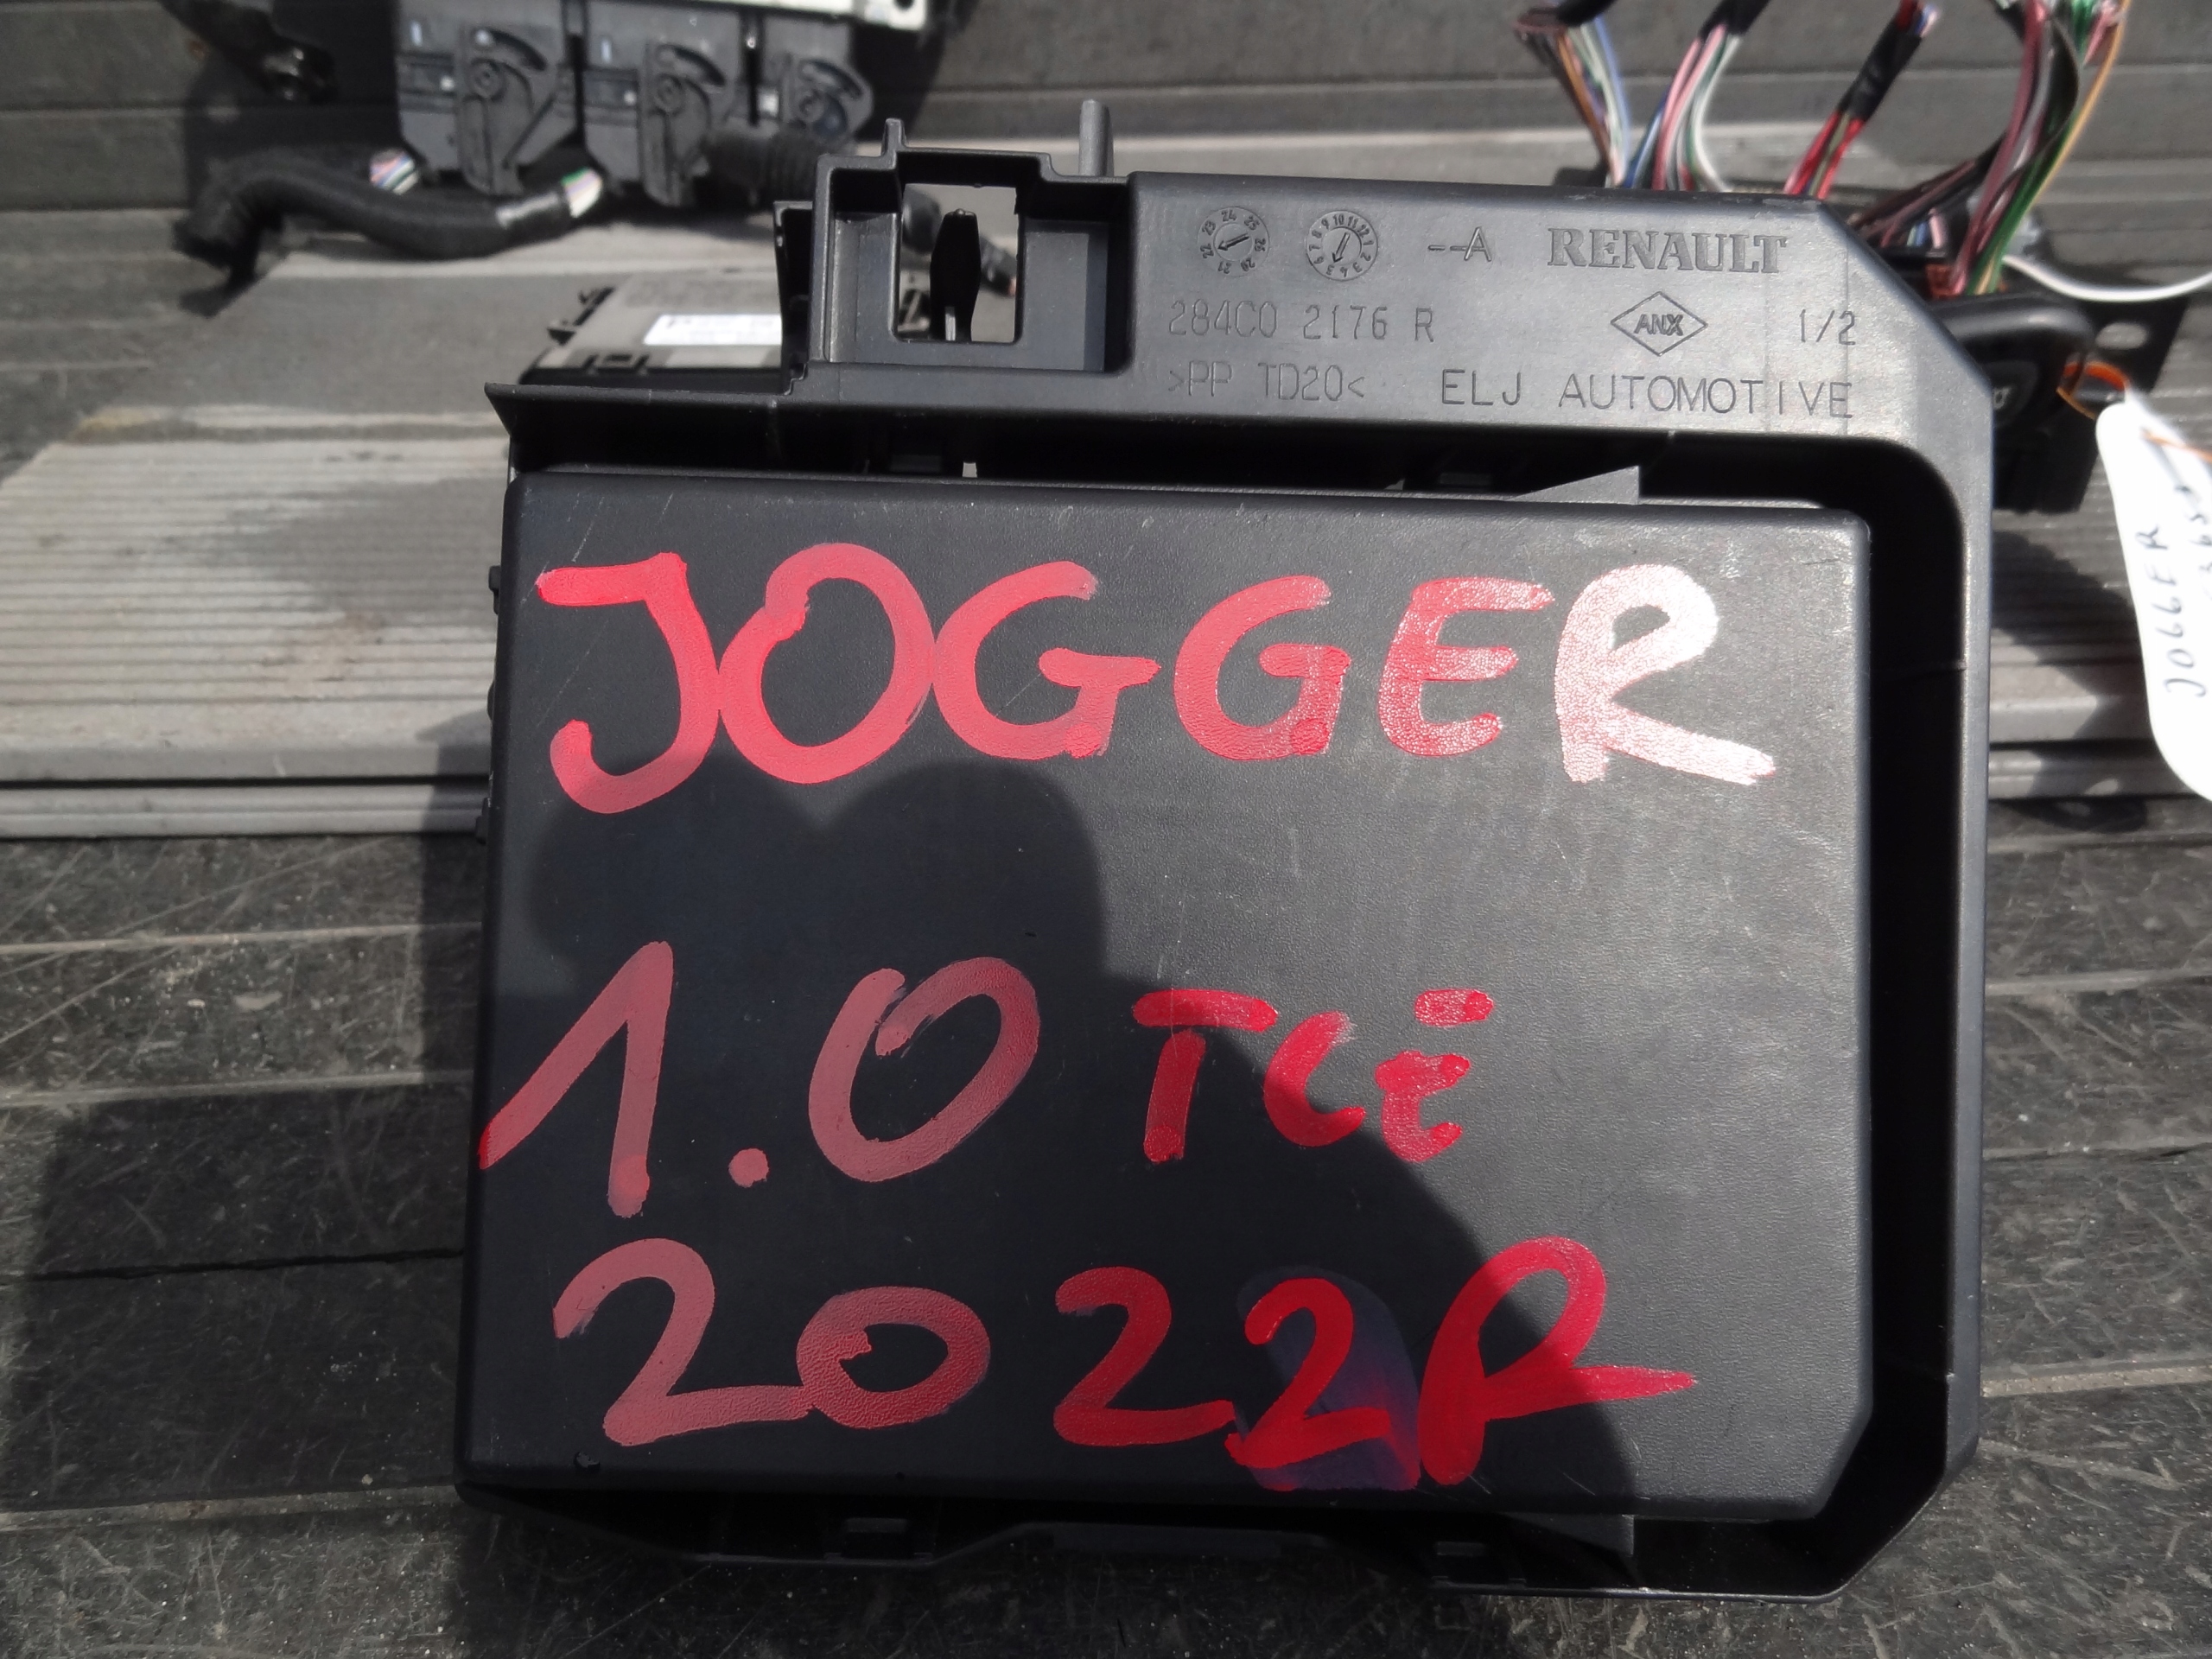 --A RENAULT
284C0 2176 R ANX 1/2
>PP TD20< ELJ AUTOMOTIVE
JOGGER
1.0 TCE
2022R
JOGGER